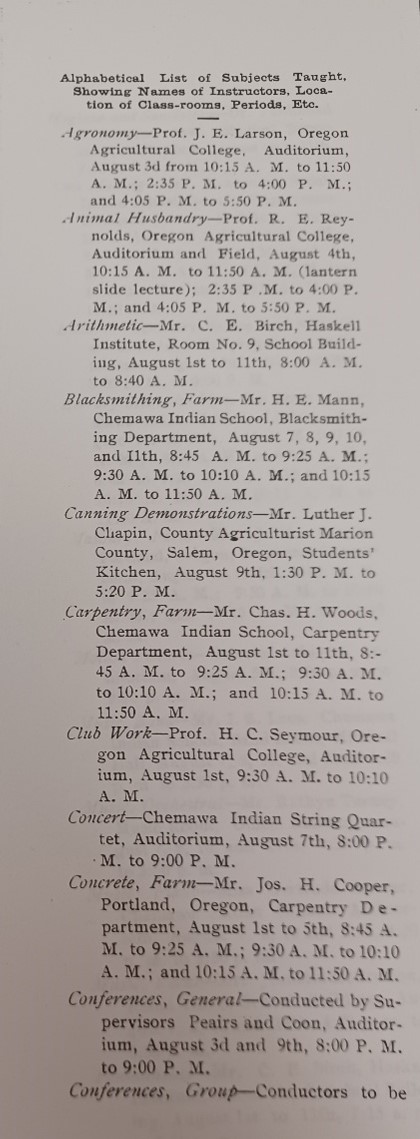 Alphabetical List of Subjects Taught,
Showing Names of Instructors, Loca-
tion of Class-rooms, Periods, Etc.
Agronomy—Prof. J. E. Larson, Oregon
Agricultural College, Auditorium,
August 3d from 10:15 A. M. to 11:50
A. M.; 2:35 P. M. to 4:00 P. M.;
and 4:05 P. M. to 5:50 P. M.
Animal Husbandry—Prof. R. E. Rey-
nolds, Oregon Agricultural College,
Auditorium and Field, August 4th,
10:15 A. M. to 11:50 A. M. (lantern
slide lecture); 2:35 P .M. to 4:00 P.
M.; and 4:05 P. M. to 5:50 P. M.
Arithmetic—Mr. C. E. Birch, Haskell
Institute, Room No. 9, School Build-
ing, August 1st to 11th, 8:00 A. M.
to 8:40 A. M.
Blacksmithing, Farm—Mr. H. E. Mann,
Chemawa Indian School, Blacksmith-
ing Department, August 7, 8, 9, 10,
and I1th, 8:45 A. M. to 9:25 A. M.;
9:30 A. M. to 10:10 A. M.; and 10:15
A. M. to 11:50 A. M.
Canning Demonstrations—Mr. Luther J.
Chapin, County Agriculturist Marion
County, Salem, Oregon, Students'
Kitchen, August 9th, 1:30 P. M. to
5:20 P. M.
Carpentry, Farm—Mr. Chas. H. Woods,
Chemawa Indian School, Carpentry
Department, August 1st to 11th, 8:-
45 A. M. to 9:25 A. M.; 9:30 A. M.
to 10:10 A. M.; and 10:15 A. M. to
11:50 A. M.
Club Work—Prof. H. C. Seymour, Ore-
gon Agricultural College, Auditor-
ium, August 1st, 9:30 A. M. to 10:10
A. M.
Concert—Chemawa Indian String Quar-
tet, Auditorium, August 7th, 8:00 P.
M. to 9:00 P. M.
Concrete, Farm—Mr. Jos. H. Cooper,
Portland, Oregon, Carpentry De-
partment, August 1st to 5th, 8:45 A.
M. to 9:25 A. M.; 9:30 A. M. to 10:10
A. M.; and 10:15 A. M. to 11:50 A. M.
Conferences, General—Conducted by Su-
pervisors Peairs and Coon, Auditor-
ium, August 3d and 9th, 8:00 P. M.
to 9:00 P. M.
Conferences, Group—Conductors to be